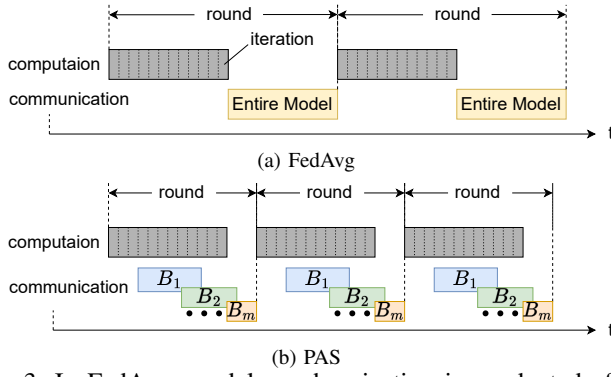 round round
iteration
computaion
communication Entire Model Entire Model
t
(a) FedAvg
round round round
computaion
communication B₁ B₁ B₁
B₂ B₂ B₂
Bₘ Bₘ Bₘ
t
(b) PAS